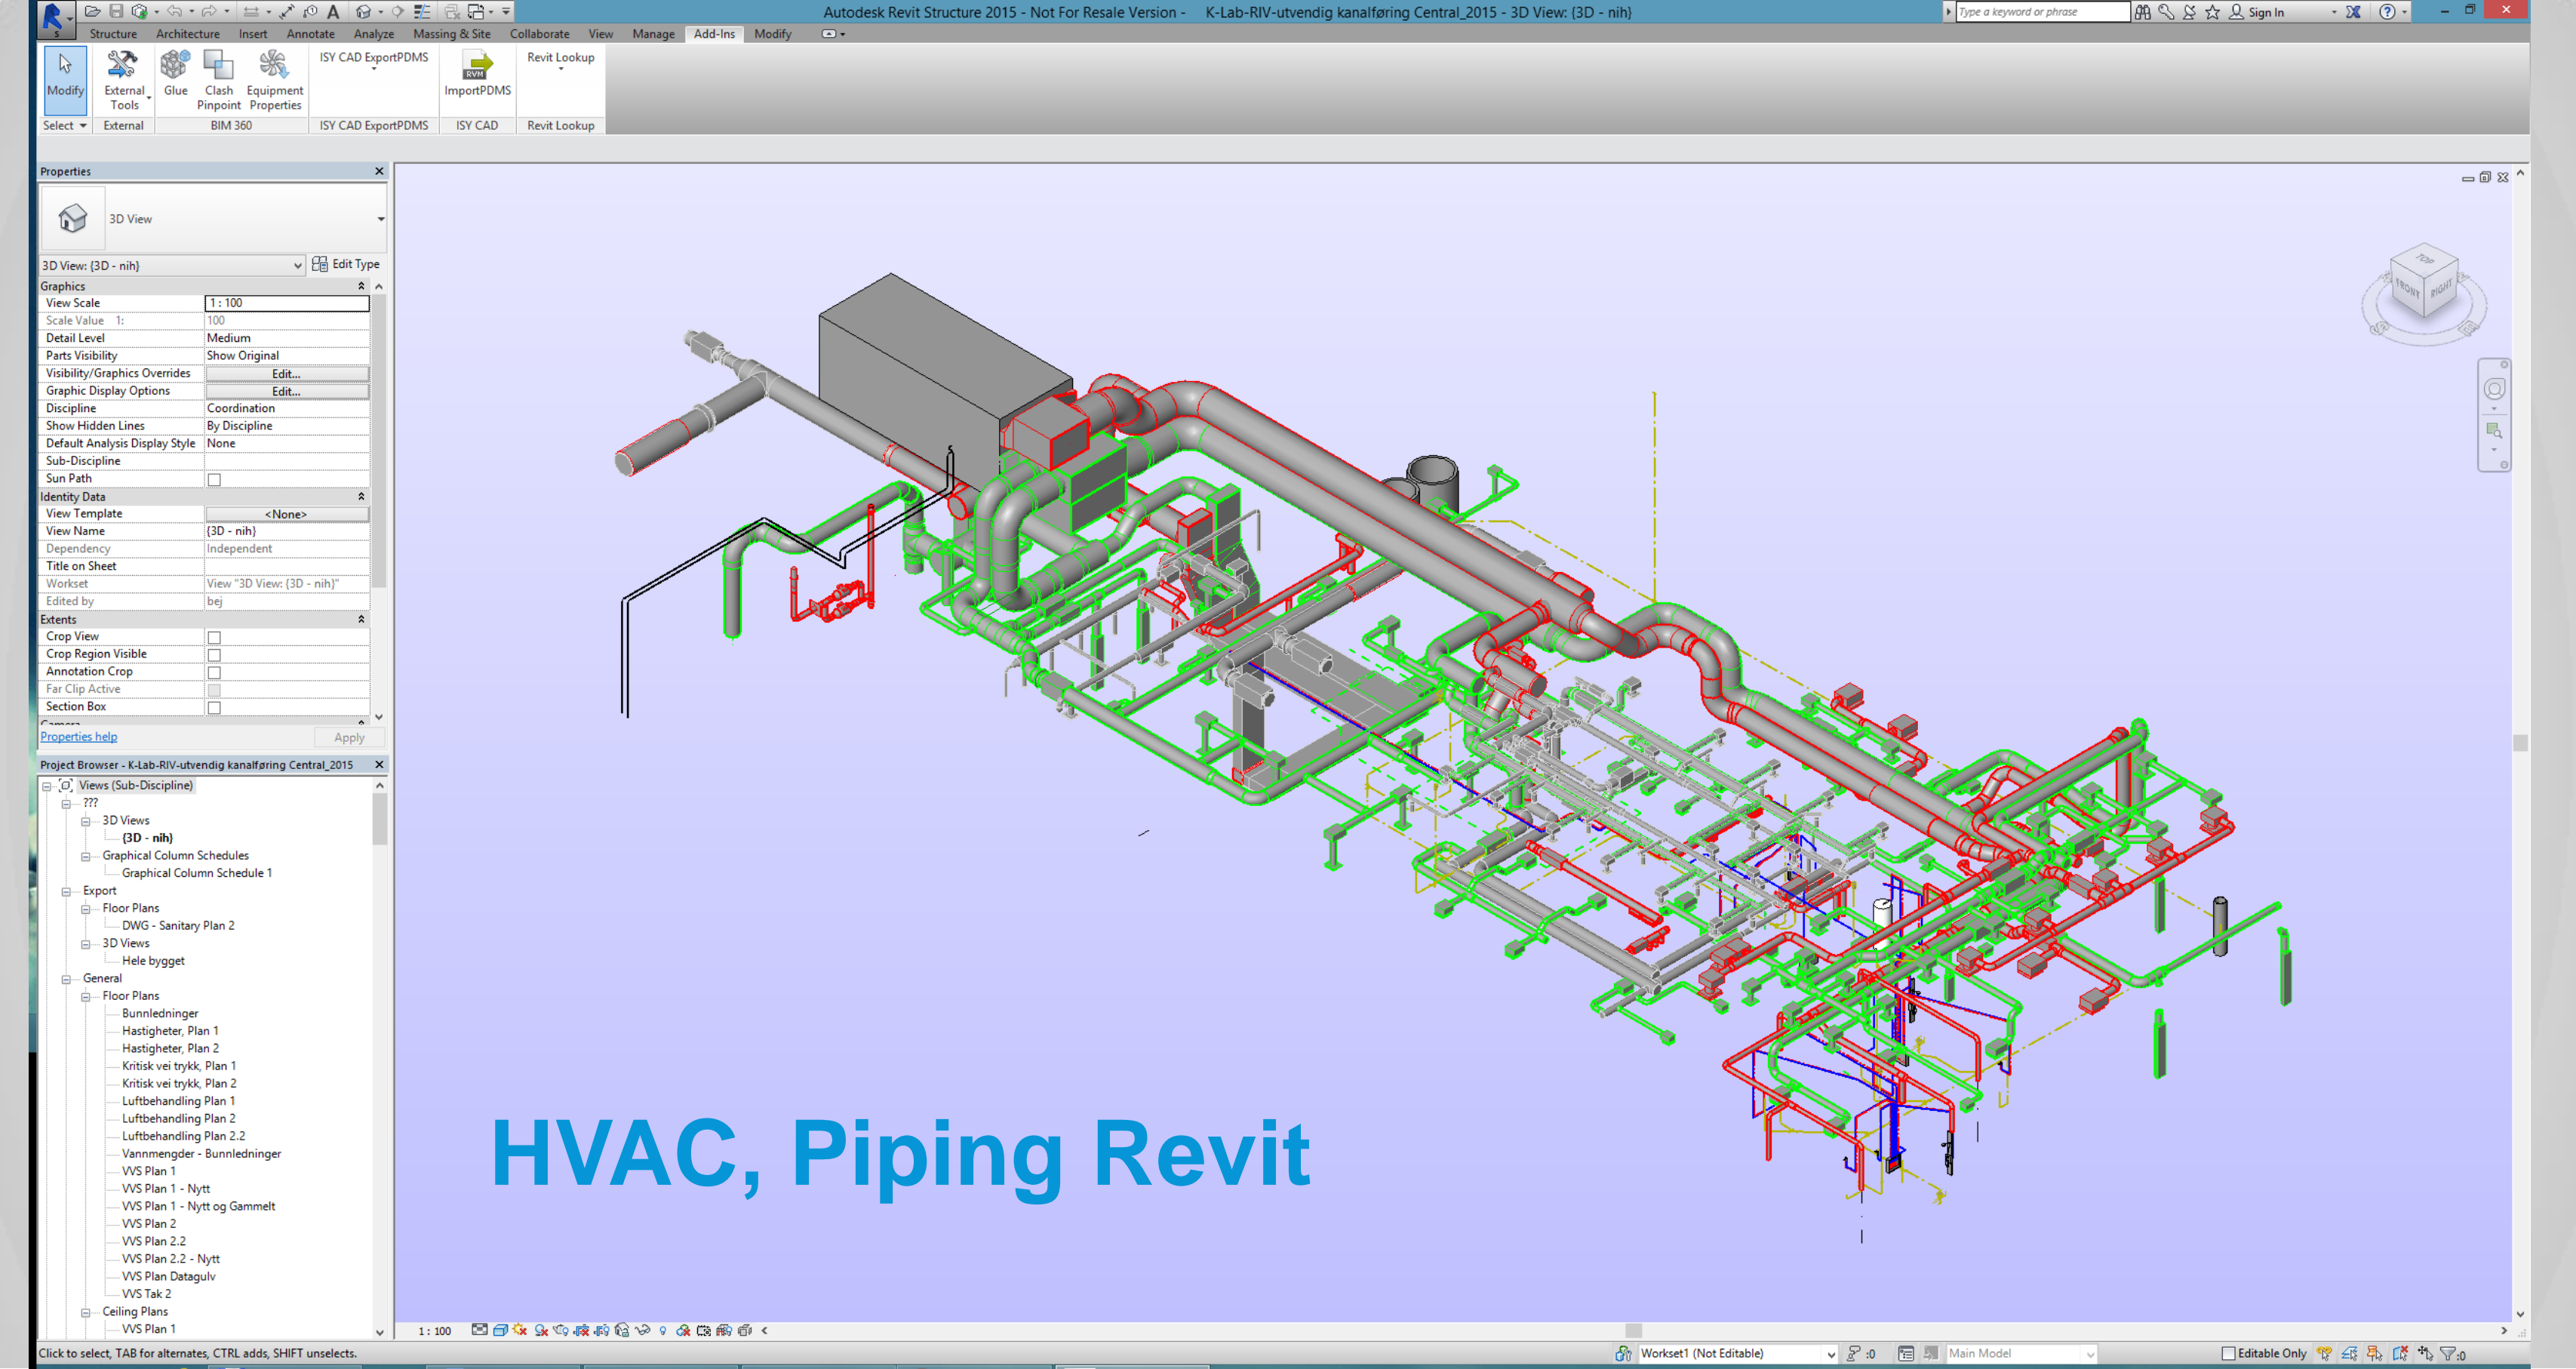 Autodesk Revit Structure 2015 - Not For Resale Version - K-Lab-RIV-utvendig kanalføring Central_2015 - 3D View: {3D - nih}
Type a keyword or phrase
Sign In
Structure Architecture Insert Annotate Analyze Massing & Site Collaborate View Manage Add-Ins Modify
Modify
External Tools
Glue
Clash Pinpoint
Equipment Properties
ISY CAD ExportPDMS
RVM
ImportPDMS
Revit Lookup
Select External BIM 360 ISY CAD ExportPDMS ISY CAD Revit Lookup
Properties
3D View
3D View: {3D - nih} Edit Type
Graphics
View Scale 1 : 100
Scale Value 1: 100
Detail Level Medium
Parts Visibility Show Original
Visibility/Graphics Overrides Edit...
Graphic Display Options Edit...
Discipline Coordination
Show Hidden Lines By Discipline
Default Analysis Display Style None
Sub-Discipline
Sun Path
Identity Data
View Template <None>
View Name {3D - nih}
Dependency Independent
Title on Sheet
Workset View "3D View: {3D - nih}"
Edited by bej
Extents
Crop View
Crop Region Visible
Annotation Crop
Far Clip Active
Section Box
Camera
Properties help Apply
Project Browser - K-Lab-RIV-utvendig kanalføring Central_2015
Views (Sub-Discipline)
???
3D Views
{3D - nih}
Graphical Column Schedules
Graphical Column Schedule 1
Export
Floor Plans
DWG - Sanitary Plan 2
3D Views
Hele bygget
General
Floor Plans
Bunnledninger
Hastigheter, Plan 1
Hastigheter, Plan 2
Kritisk vei trykk, Plan 1
Kritisk vei trykk, Plan 2
Luftbehandling Plan 1
Luftbehandling Plan 2
Luftbehandling Plan 2.2
Vannmengder - Bunnledninger
VVS Plan 1
VVS Plan 1 - Nytt
VVS Plan 1 - Nytt og Gammelt
VVS Plan 2
VVS Plan 2.2
VVS Plan 2.2 - Nytt
VVS Plan Datagulv
VVS Tak 2
Ceiling Plans
VVS Plan 1
TOP
FRONT RIGHT
HVAC, Piping Revit
1 : 100
Click to select, TAB for alternates, CTRL adds, SHIFT unselects.
Workset1 (Not Editable) :0 Main Model Editable Only :0